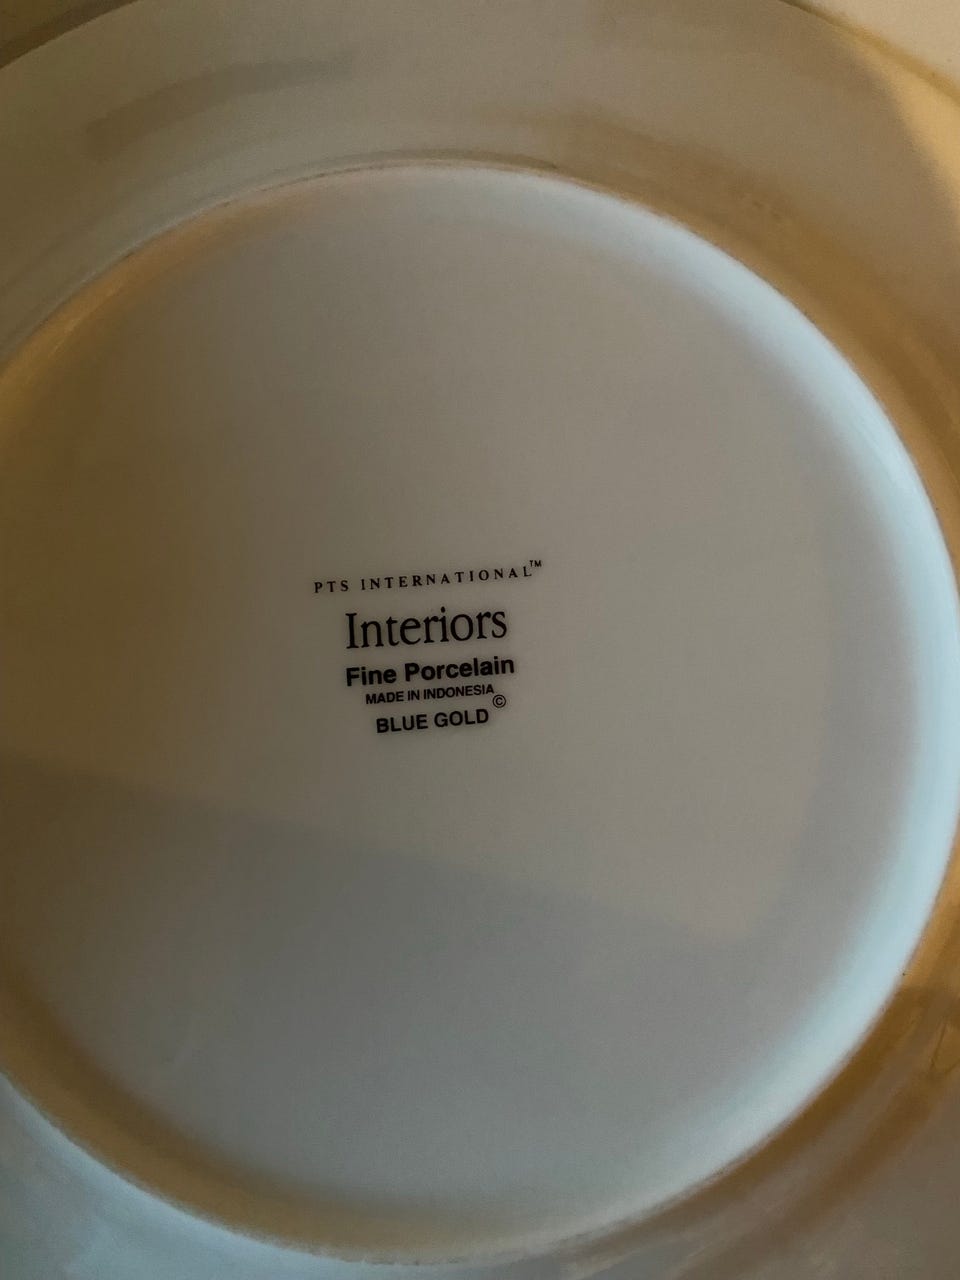 PTS INTERNATIONAL™
Interiors
Fine Porcelain
MADE IN INDONESIA
©
BLUE GOLD